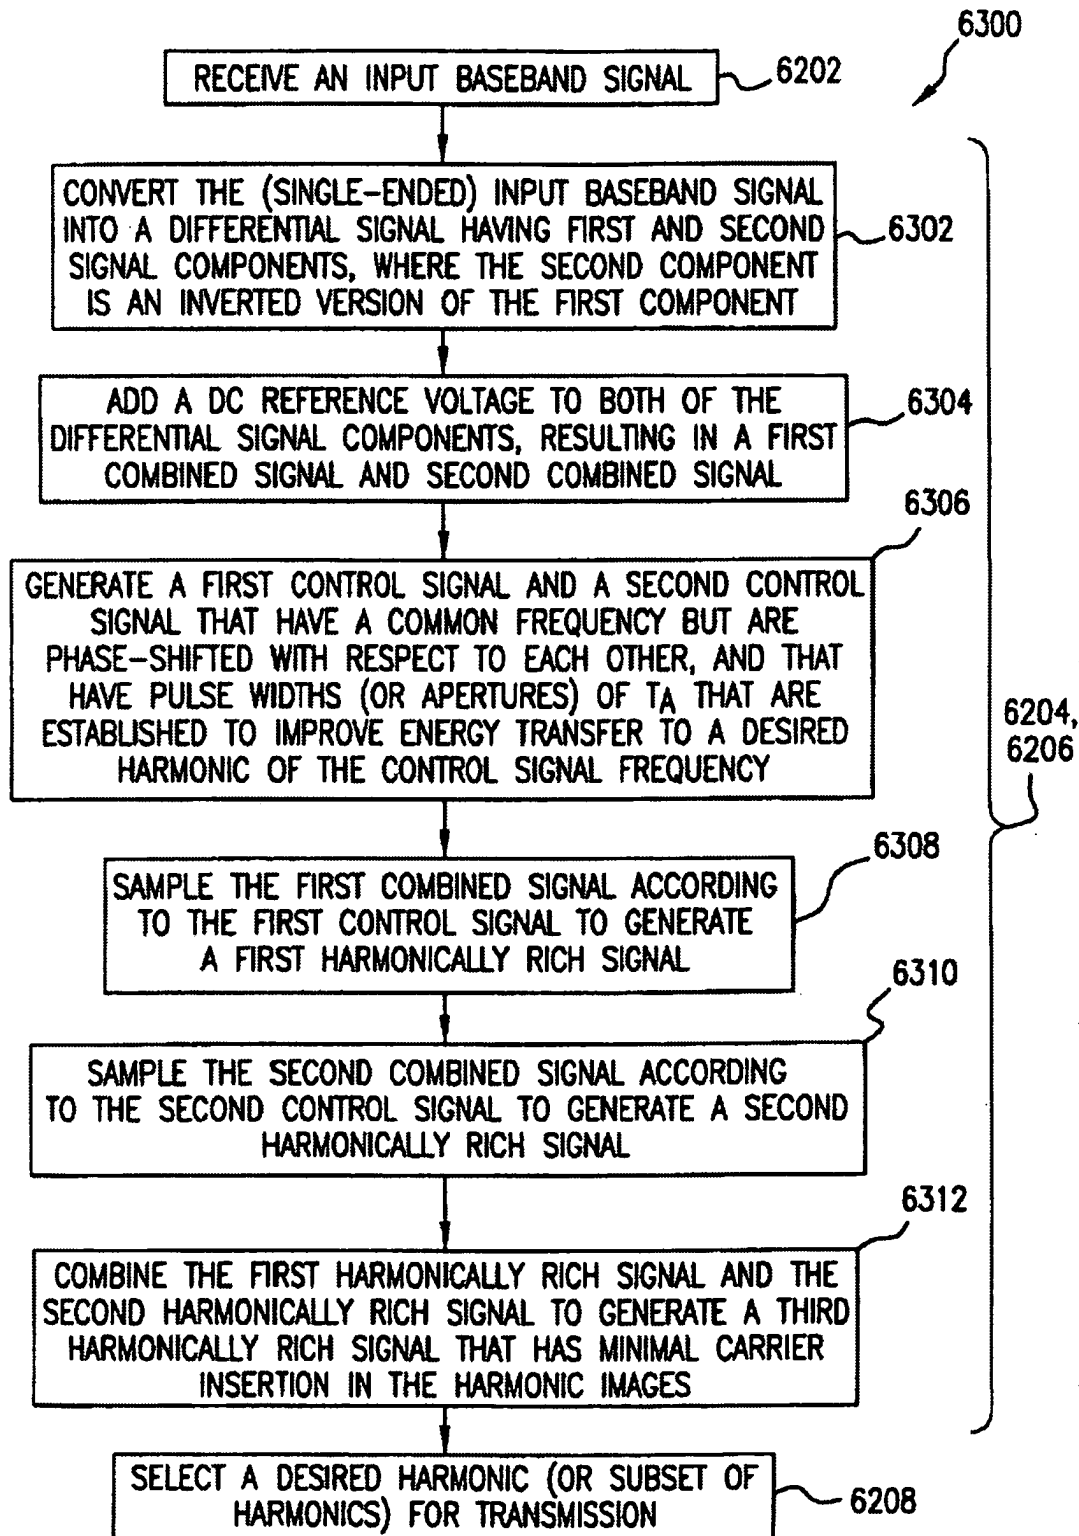 6300
RECEIVE AN INPUT BASEBAND SIGNAL
6202
CONVERT THE (SINGLE-ENDED) INPUT BASEBAND SIGNAL
INTO A DIFFERENTIAL SIGNAL HAVING FIRST AND SECOND
SIGNAL COMPONENTS, WHERE THE SECOND COMPONENT
IS AN INVERTED VERSION OF THE FIRST COMPONENT
6302
ADD A DC REFERENCE VOLTAGE TO BOTH OF THE
DIFFERENTIAL SIGNAL COMPONENTS, RESULTING IN A FIRST
COMBINED SIGNAL AND SECOND COMBINED SIGNAL
6304
6306
GENERATE A FIRST CONTROL SIGNAL AND A SECOND CONTROL
SIGNAL THAT HAVE A COMMON FREQUENCY BUT ARE
PHASE-SHIFTED WITH RESPECT TO EACH OTHER, AND THAT
HAVE PULSE WIDTHS (OR APERTURES) OF TA THAT ARE
ESTABLISHED TO IMPROVE ENERGY TRANSFER TO A DESIRED
HARMONIC OF THE CONTROL SIGNAL FREQUENCY
6204,
6206
6308
SAMPLE THE FIRST COMBINED SIGNAL ACCORDING
TO THE FIRST CONTROL SIGNAL TO GENERATE
A FIRST HARMONICALLY RICH SIGNAL
6310
SAMPLE THE SECOND COMBINED SIGNAL ACCORDING
TO THE SECOND CONTROL SIGNAL TO GENERATE A SECOND
HARMONICALLY RICH SIGNAL
6312
COMBINE THE FIRST HARMONICALLY RICH SIGNAL AND THE
SECOND HARMONICALLY RICH SIGNAL TO GENERATE A THIRD
HARMONICALLY RICH SIGNAL THAT HAS MINIMAL CARRIER
INSERTION IN THE HARMONIC IMAGES
SELECT A DESIRED HARMONIC (OR SUBSET OF
HARMONICS) FOR TRANSMISSION
6208